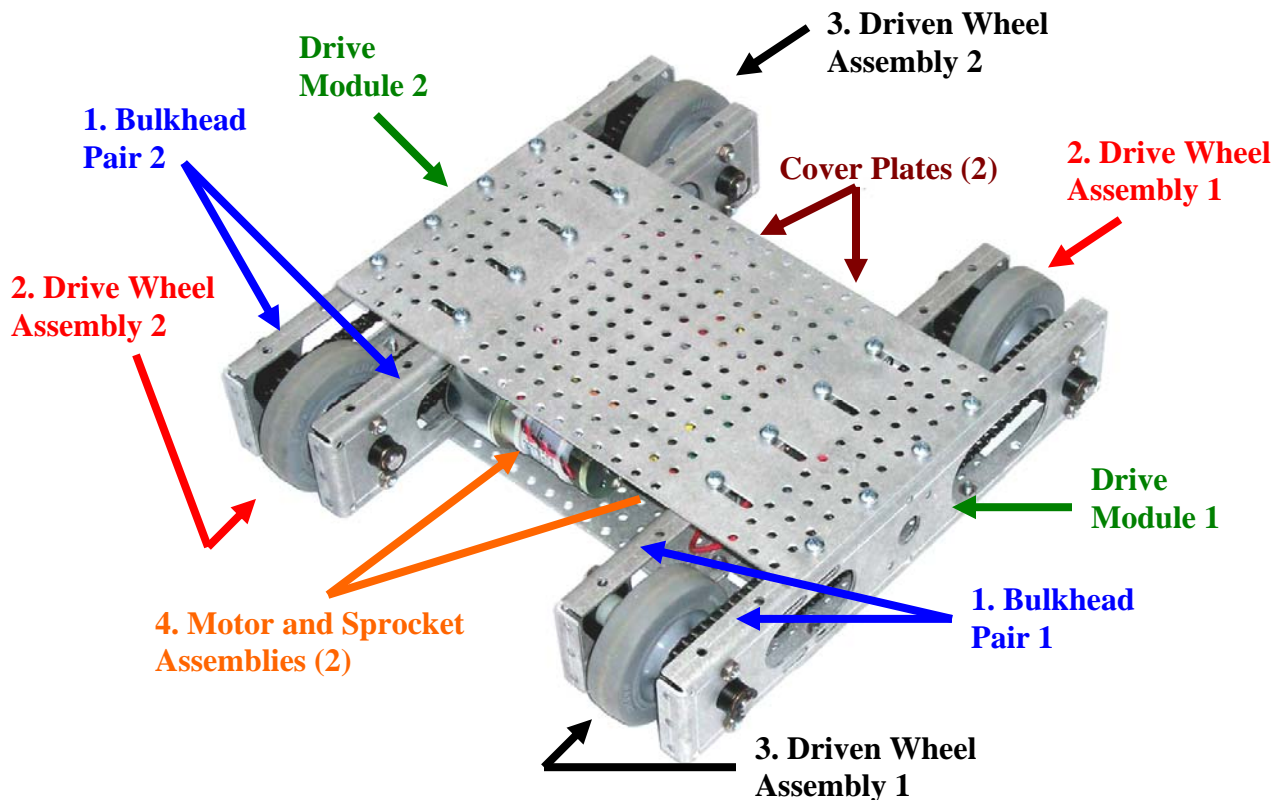 3. Driven Wheel
Assembly 2
Drive
Module 2
1. Bulkhead
Pair 2
Cover Plates (2)
2. Drive Wheel
Assembly 1
2. Drive Wheel
Assembly 2
Drive
Module 1
4. Motor and Sprocket
Assemblies (2)
1. Bulkhead
Pair 1
3. Driven Wheel
Assembly 1